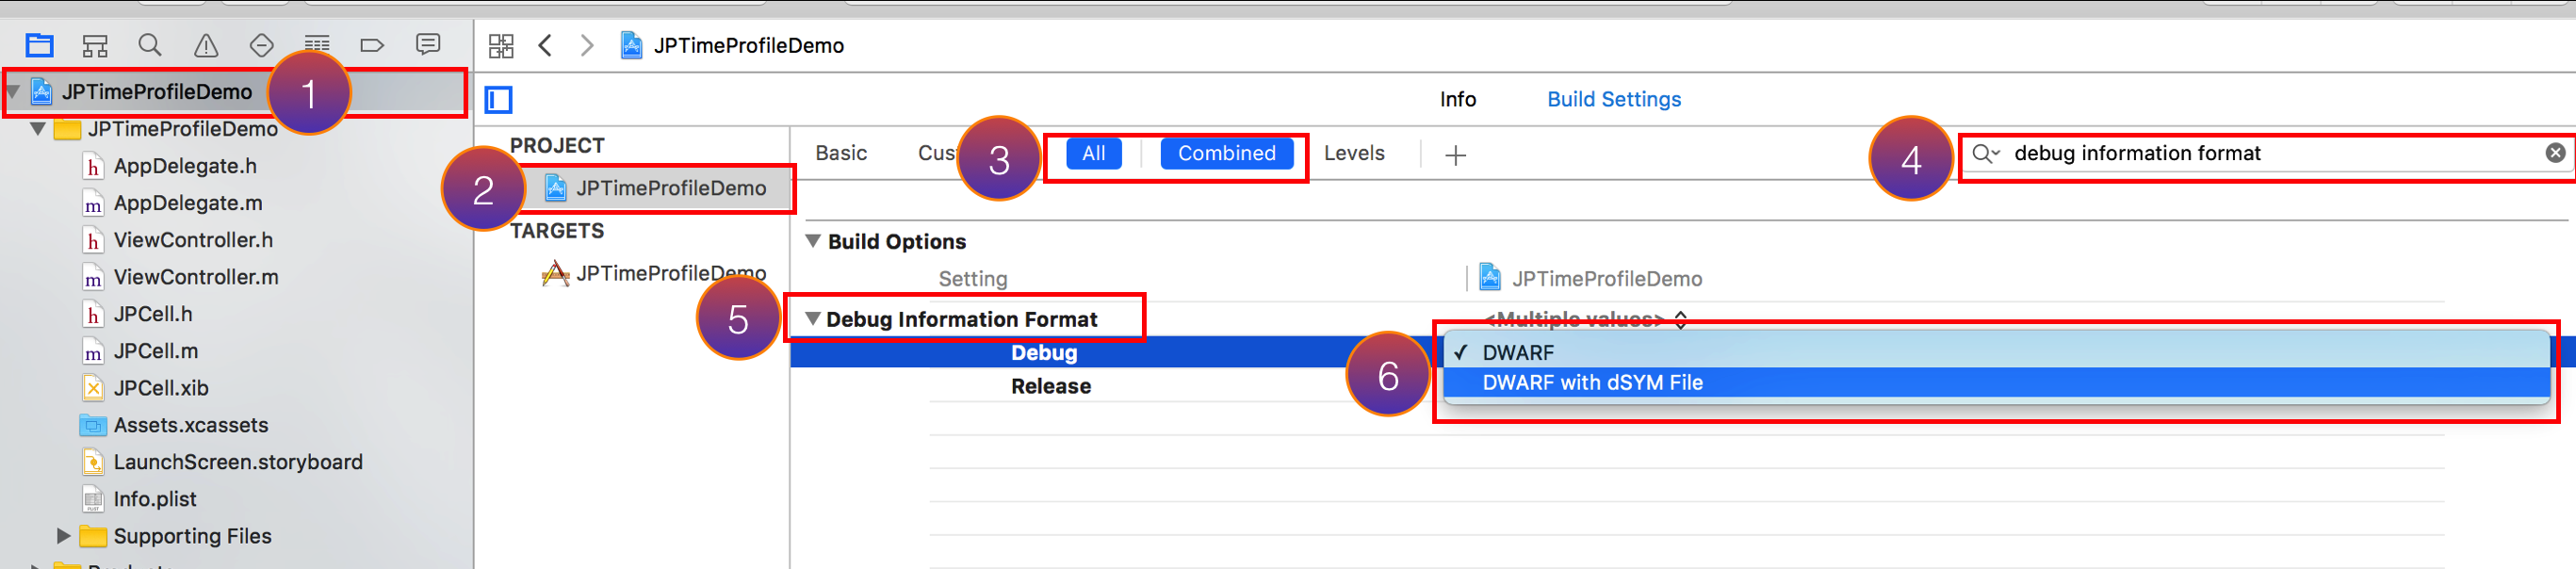 JPTimeProfileDemo
JPTimeProfileDemo
1
JPTimeProfileDemo
AppDelegate.h
AppDelegate.m
ViewController.h
ViewController.m
JPCell.h
JPCell.m
JPCell.xib
Assets.xcassets
LaunchScreen.storyboard
Info.plist
Supporting Files
Info Build Settings
PROJECT
2 JPTimeProfileDemo
TARGETS
JPTimeProfileDemo
Basic Cus 3 All Combined Levels +
4 debug information format
Build Options
Setting JPTimeProfileDemo
5 Debug Information Format <Multiple values>
Debug
Release
6
✓ DWARF
DWARF with dSYM File